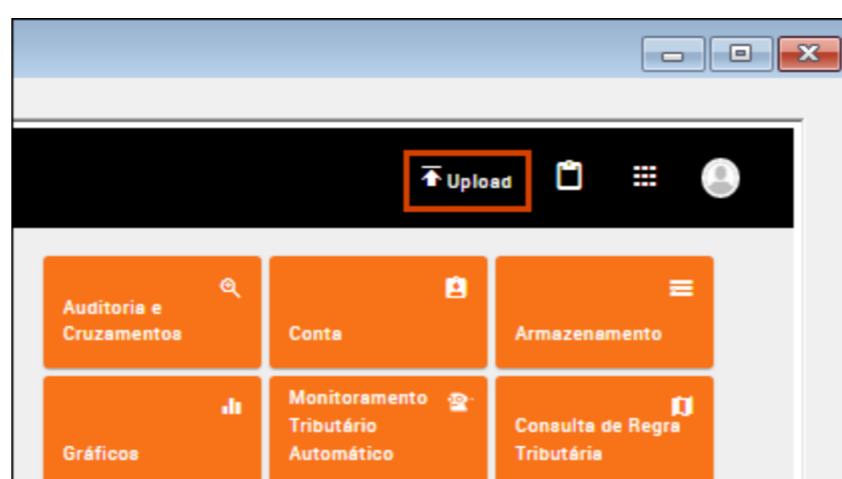 Upload
Auditoria e
Cruzamentos
Conta
Armazenamento
Gráficos
Monitoramento
Tributário
Automático
Consulta de Regra
Tributária